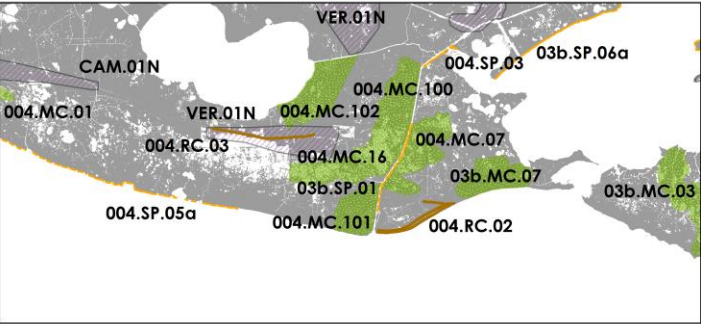 VER.01N
03b.SP.06a
004.SP.03
CAM.01N
004.MC.100
004.MC.01
VER.01N
004.MC.102
004.RC.03
004.MC.07
004.MC.16
03b.MC.07
03b.SP.01
03b.MC.03
004.SP.05a
004.MC.101
004.RC.02